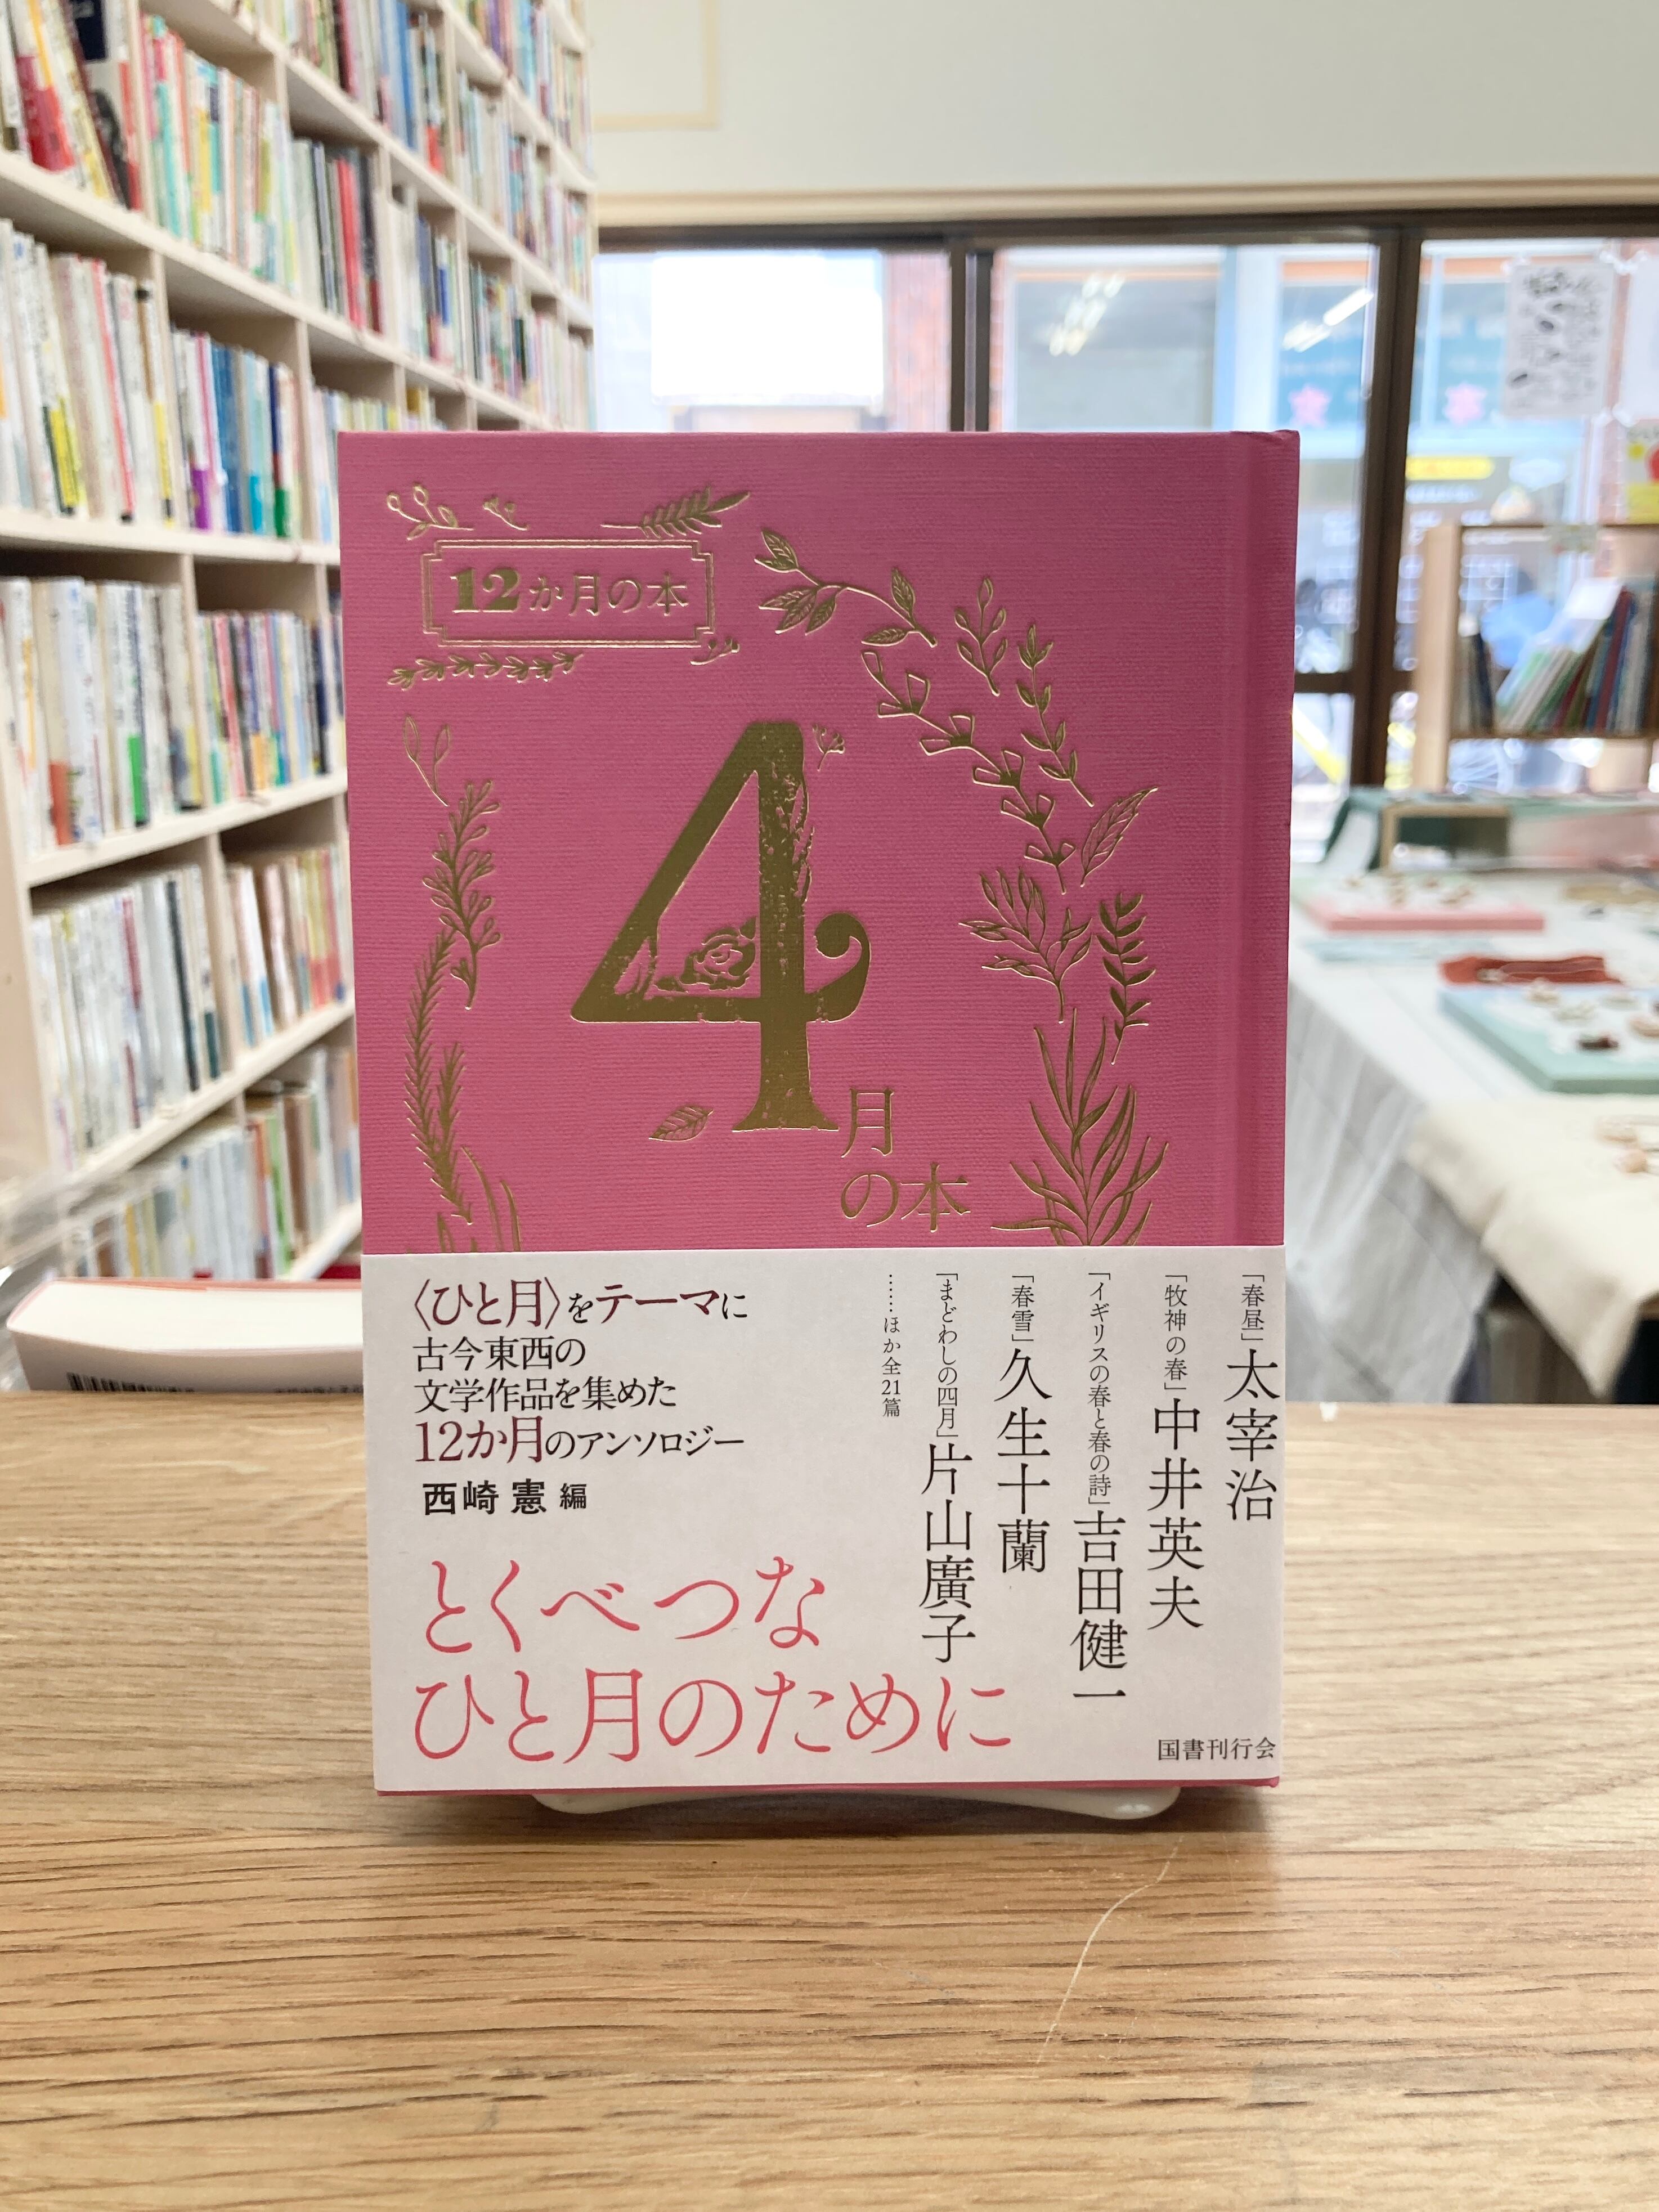 12か月の本
4
月
の本
〈ひと月〉をテーマに
古今東西の
文学作品を集めた
12か月のアンソロジー
西崎 憲 編
とくべつな
ひと月のために
「春昼」太宰治
「牧神の春」中井英夫
「イギリスの春と春の詩」吉田健一
「春雪」久生十蘭
「まどわしの四月」片山廣子
……ほか全21篇
国書刊行会